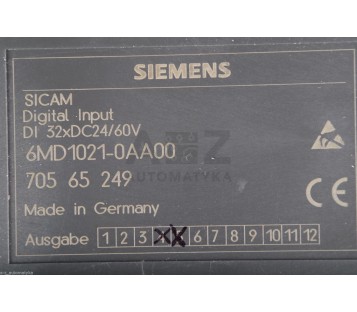 SIEMENS
SICAM
Digital Input
DI 32xDC24/60V
6MD1021-0AA00
705 65 249
AUTOMATYKA
Made in Germany
Ausgabe 1 2 3 6 7 8 9 10 11 12